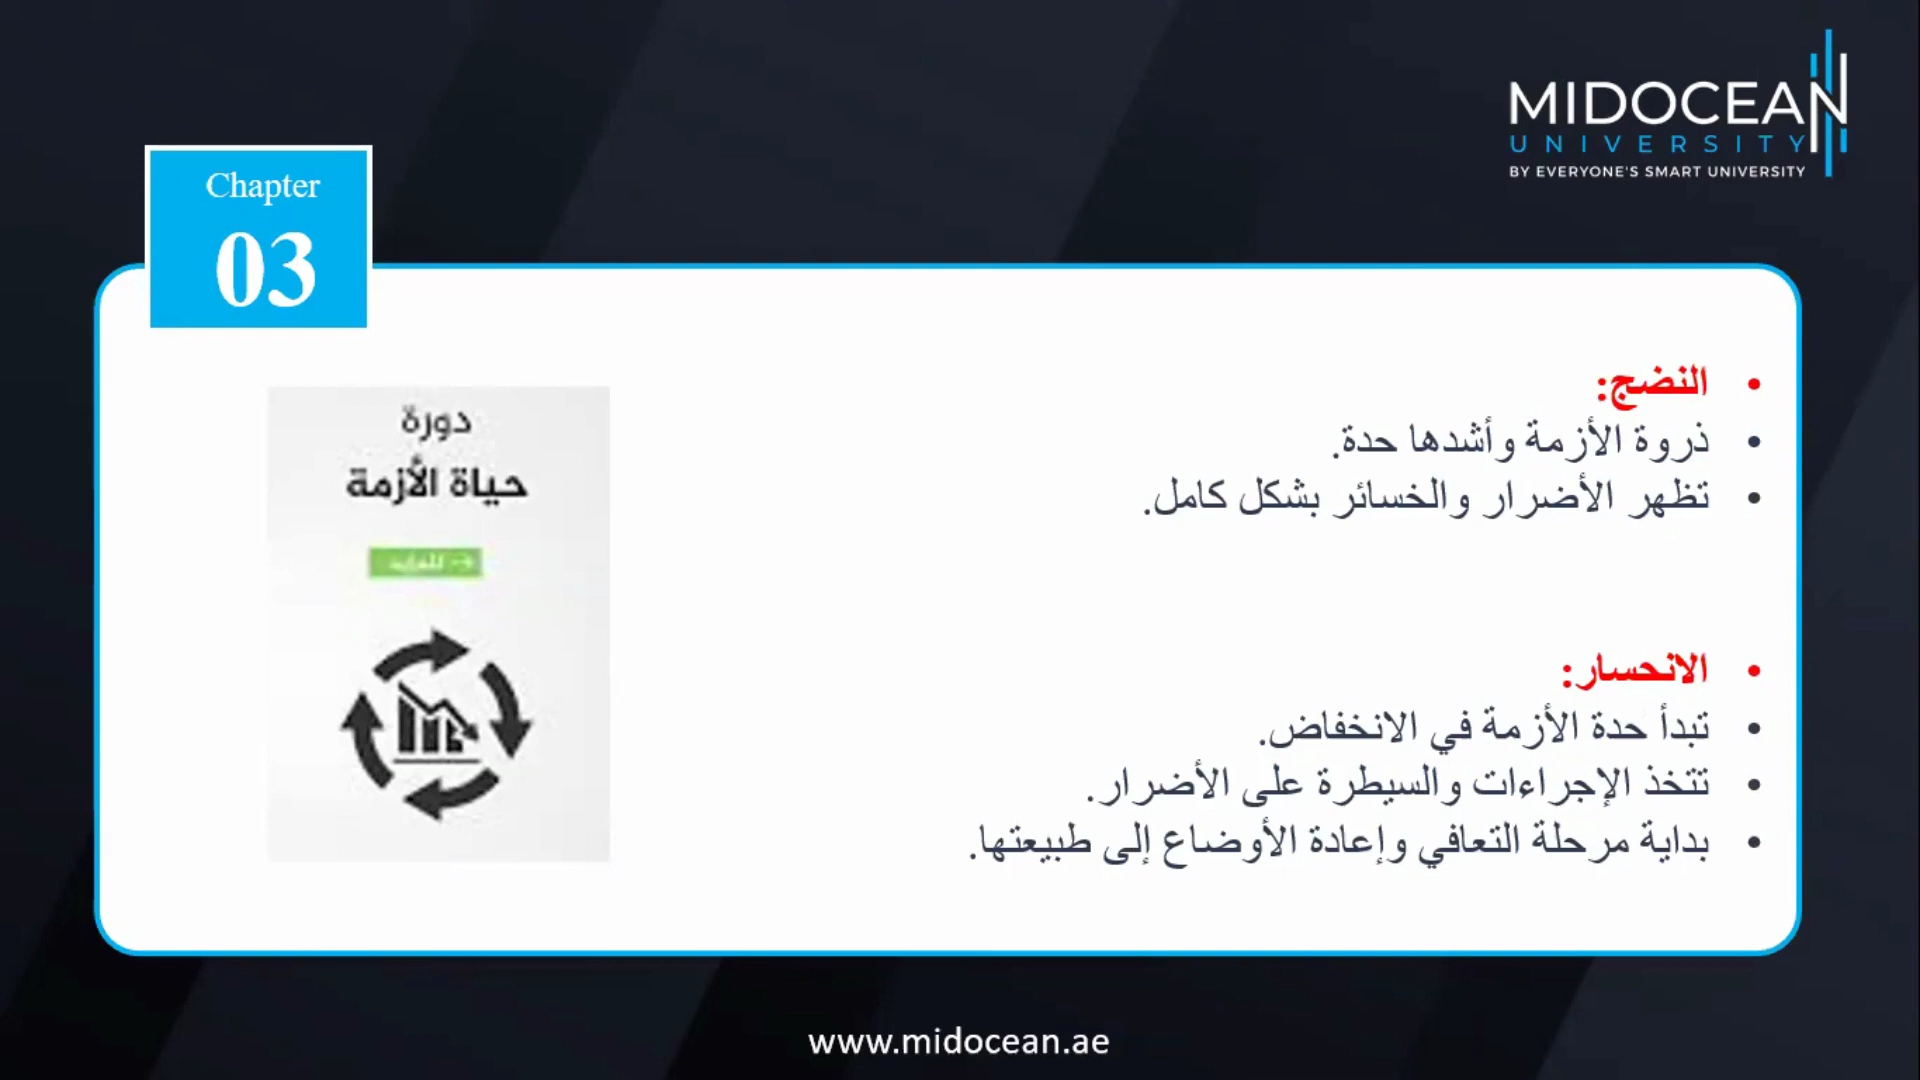 MIDOCEAN
UNIVERSITY
BY EVERYONE'S SMART UNIVERSITY
Chapter
03
• النضج:
• ذروة الأزمة وأشدها حدة.
• تظهر الأضرار والخسائر بشكل كامل.
• الانحسار:
• تبدأ حدة الأزمة في الانخفاض.
• تتخذ الإجراءات والسيطرة على الأضرار.
• بداية مرحلة التعافي وإعادة الأوضاع إلى طبيعتها.
دورة
حياة الأزمة
www.midocean.ae